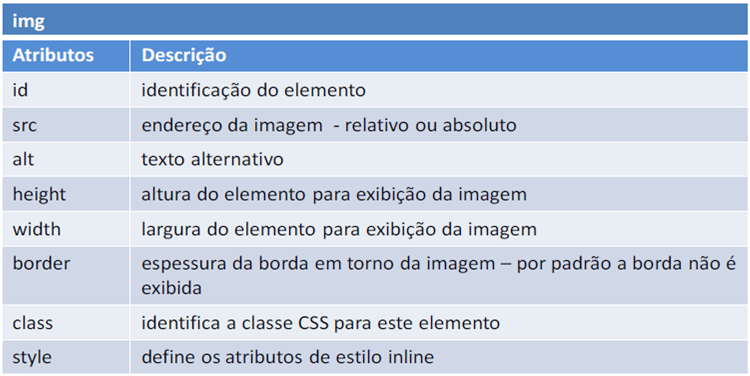 img
Atributos Descrição
id identificação do elemento
src endereço da imagem - relativo ou absoluto
alt texto alternativo
height altura do elemento para exibição da imagem
width largura do elemento para exibição da imagem
border espessura da borda em torno da imagem – por padrão a borda não é
exibida
class identifica a classe CSS para este elemento
style define os atributos de estilo inline